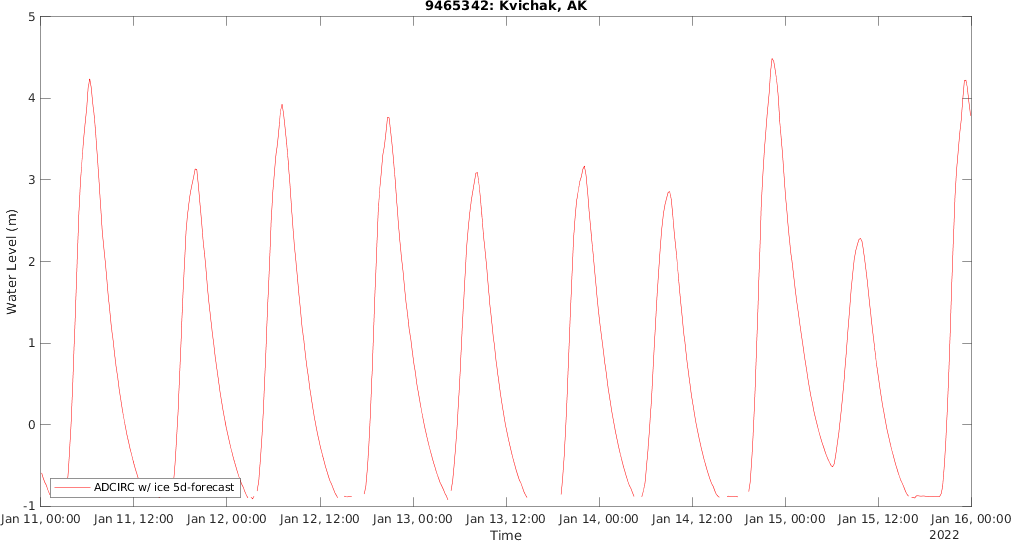 9465342: Kvichak, AK
5
4
3
2
1
0
-1
Water Level (m)
ADCIRC w/ ice 5d-forecast
Jan 11, 00:00 Jan 11, 12:00 Jan 12, 00:00 Jan 12, 12:00 Jan 13, 00:00 Jan 13, 12:00 Jan 14, 00:00 Jan 14, 12:00 Jan 15, 00:00 Jan 15, 12:00 Jan 16, 00:00
Time
2022